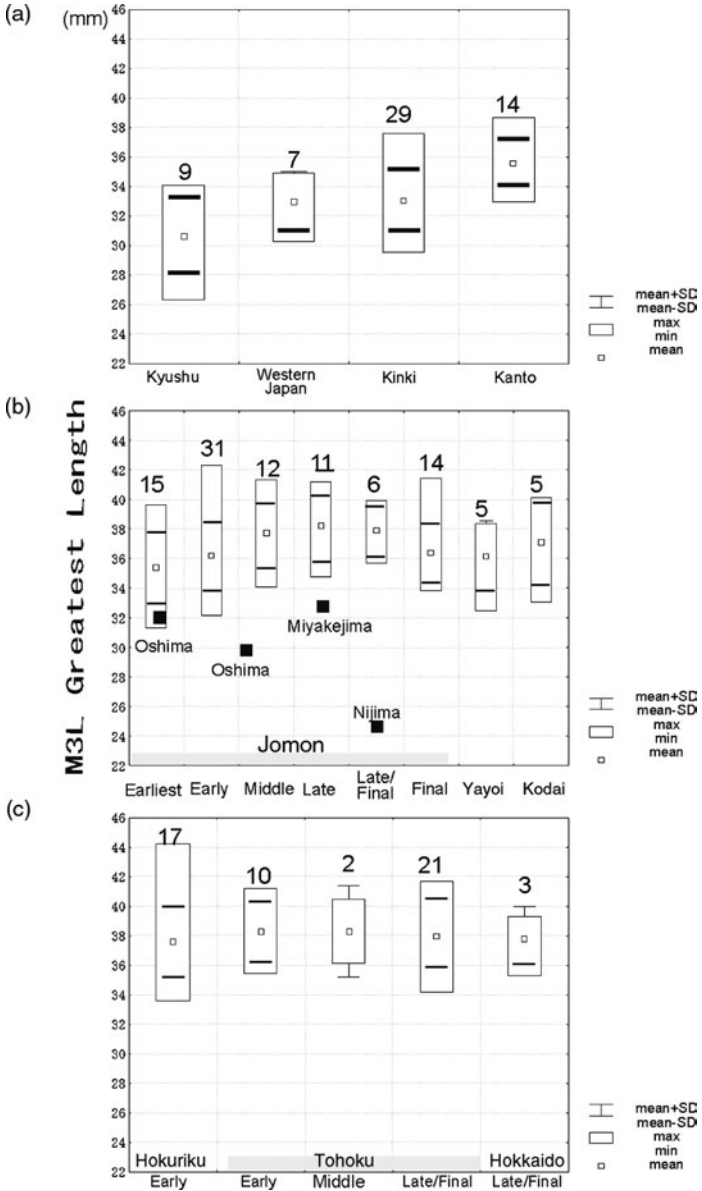 (a)
(mm)
46
44
42
40
38
36
34
32
30
28
26
24
22
9
7
29
14
Kyushu
Western
Japan
Kinki
Kanto
mean+SD
mean-SD
max
min
mean
(b)
M3L Greatest Length
46
44
42
40
38
36
34
32
30
28
26
24
22
15
31
12
11
6
14
5
5
Oshima
Oshima
Miyakejima
Nijima
Jomon
Earliest
Early
Middle
Late
Late/
Final
Final
Yayoi
Kodai
mean+SD
mean-SD
max
min
mean
(c)
46
44
42
40
38
36
34
32
30
28
26
24
22
17
10
2
21
3
Hokuriku
Tohoku
Hokkaido
Early
Early
Middle
Late/Final
Late/Final
mean+SD
mean-SD
max
min
mean